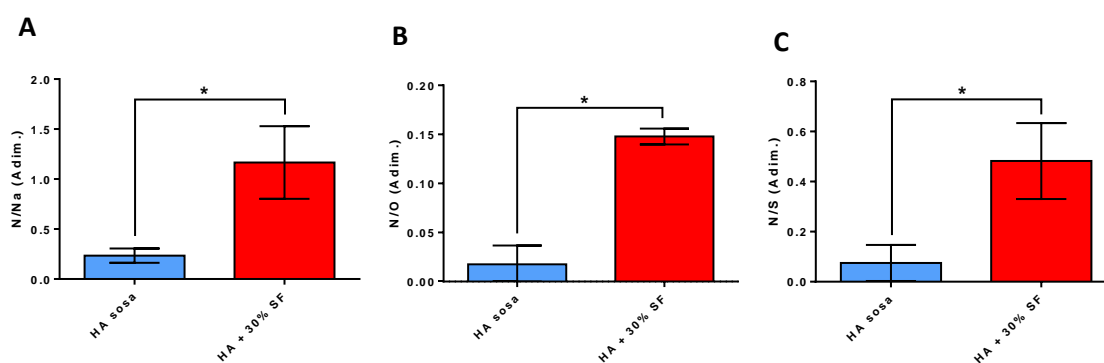 A
N/Na (Adim.)
2.0
1.5
1.0
0.5
0.0
*
HA sosa
HA + 30% SF
B
N/O (Adim.)
0.20
0.15
0.10
0.05
0.00
*
HA sosa
HA + 30% SF
C
N/S (Adim.)
0.8
0.6
0.4
0.2
0.0
*
HA sosa
HA + 30% SF